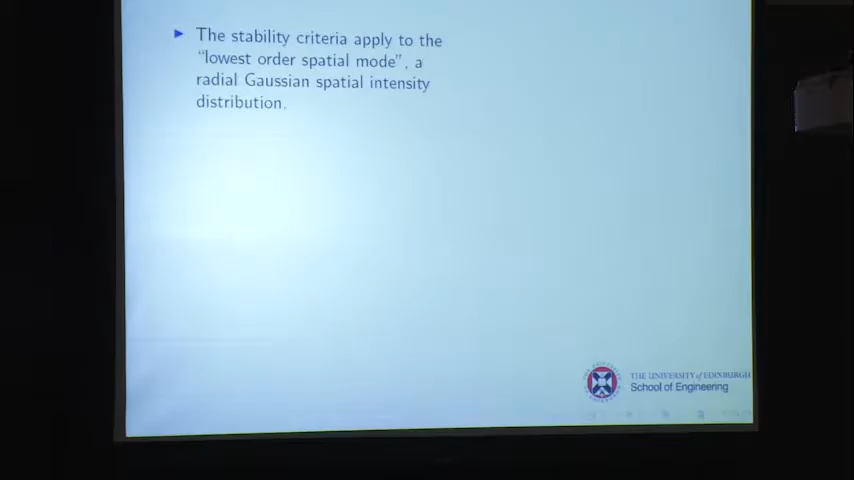 The stability criteria apply to the
"lowest order spatial mode", a
radial Gaussian spatial intensity
distribution.
THE UNIVERSITY of EDINBURGH
School of Engineering